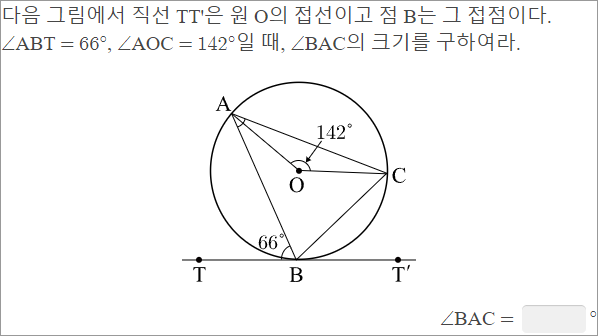 다음 그림에서 직선 TT'은 원 O의 접선이고 점 B는 그 접점이다.
∠ABT = 66°, ∠AOC = 142°일 때, ∠BAC의 크기를 구하여라.
A
142°
O
C
66°
T
B
T′
∠BAC = °